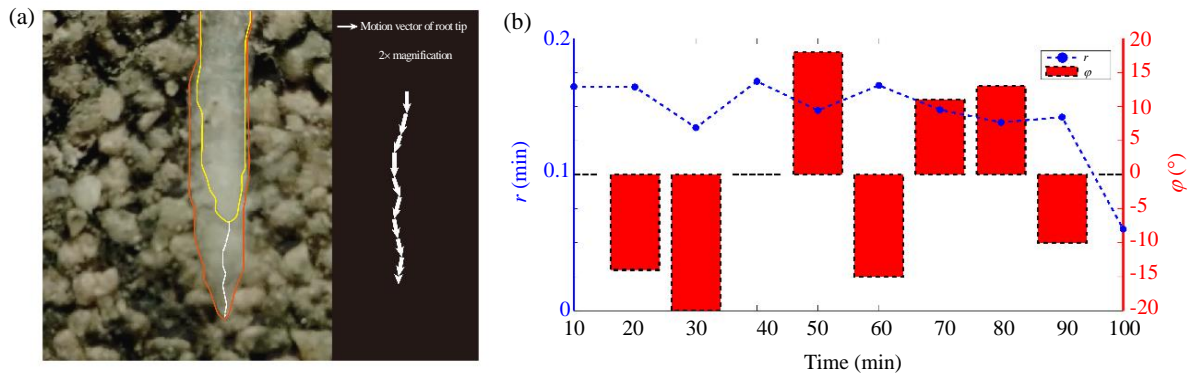 (a)
Motion vector of root tip
2× magnification
(b)
0.2
0.1
0
r (min)
20
15
10
5
0
-5
-10
-15
-20
φ (°)
r
φ
10 20 30 40 50 60 70 80 90 100
Time (min)